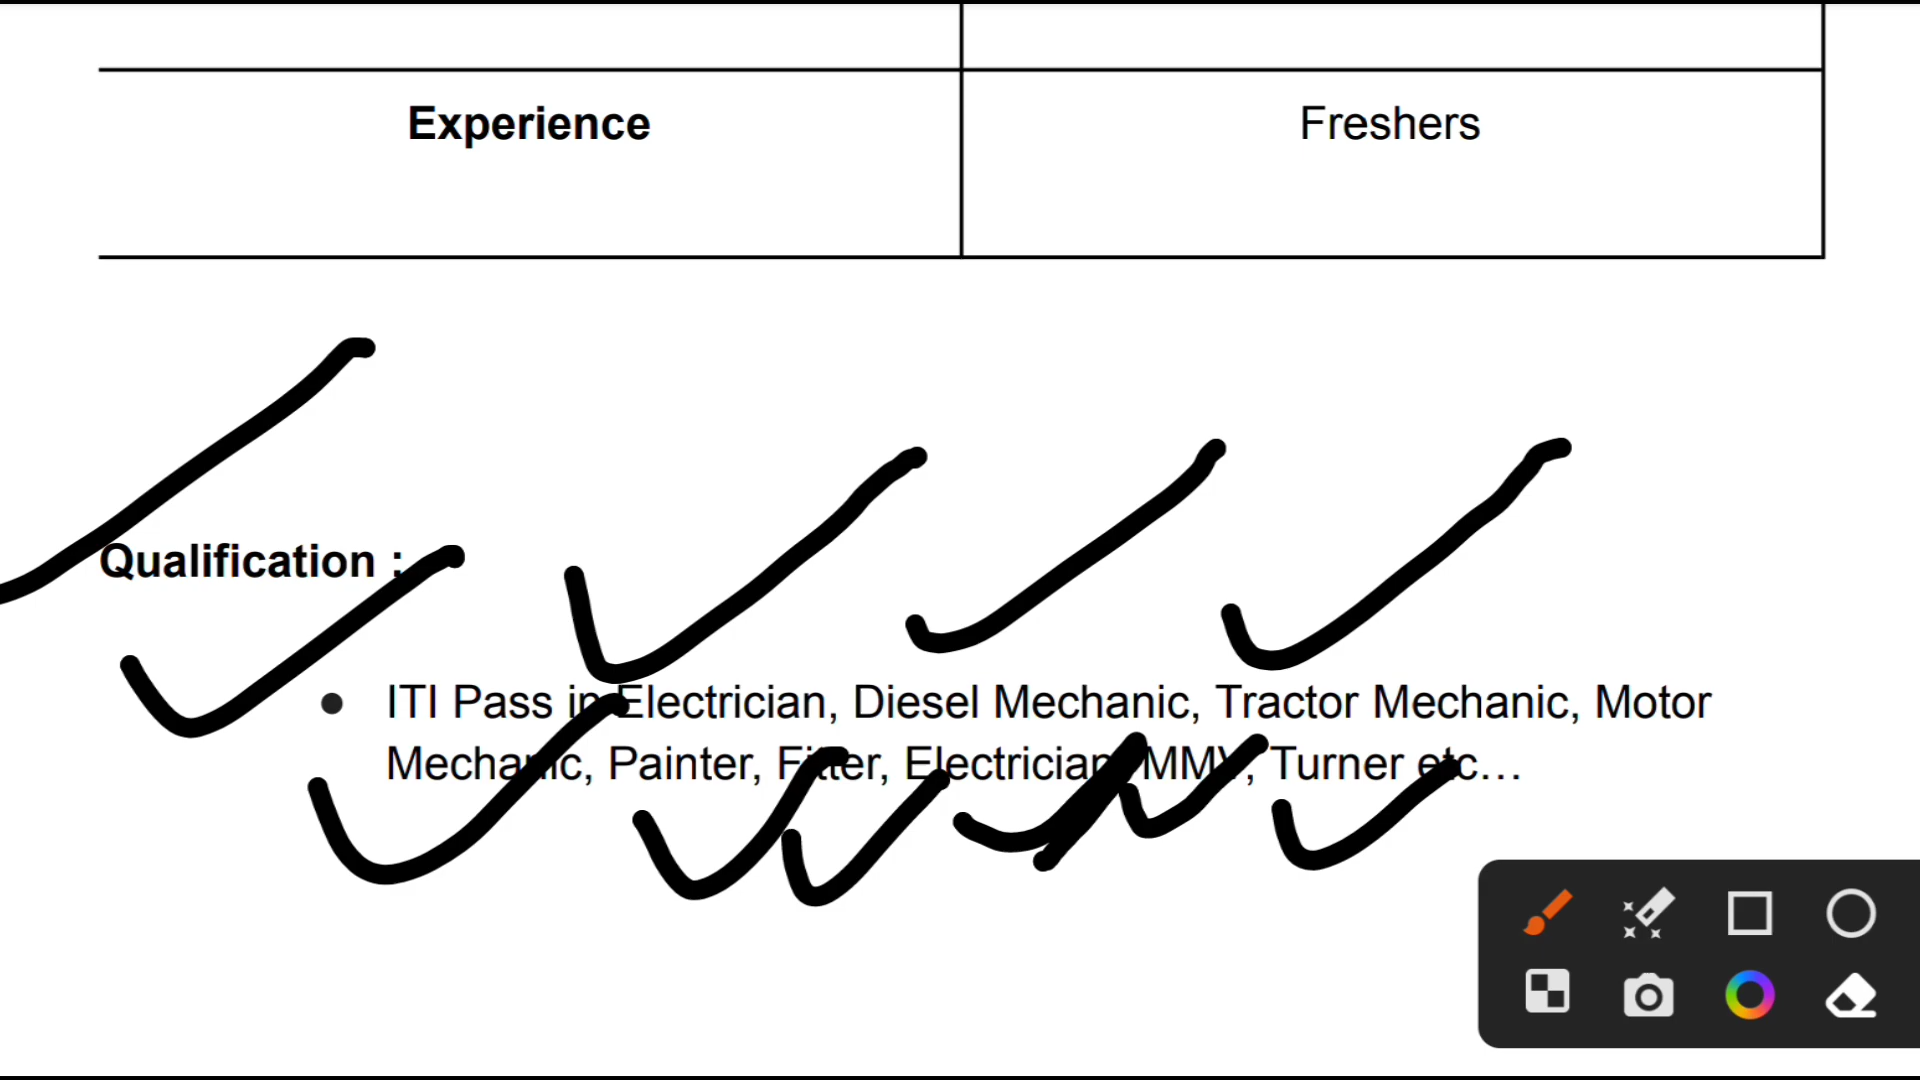 Experience Freshers
Qualification :
• ITI Pass in Electrician, Diesel Mechanic, Tractor Mechanic, Motor
Mechanic, Painter, Fitter, Electrician MMV, Turner etc...